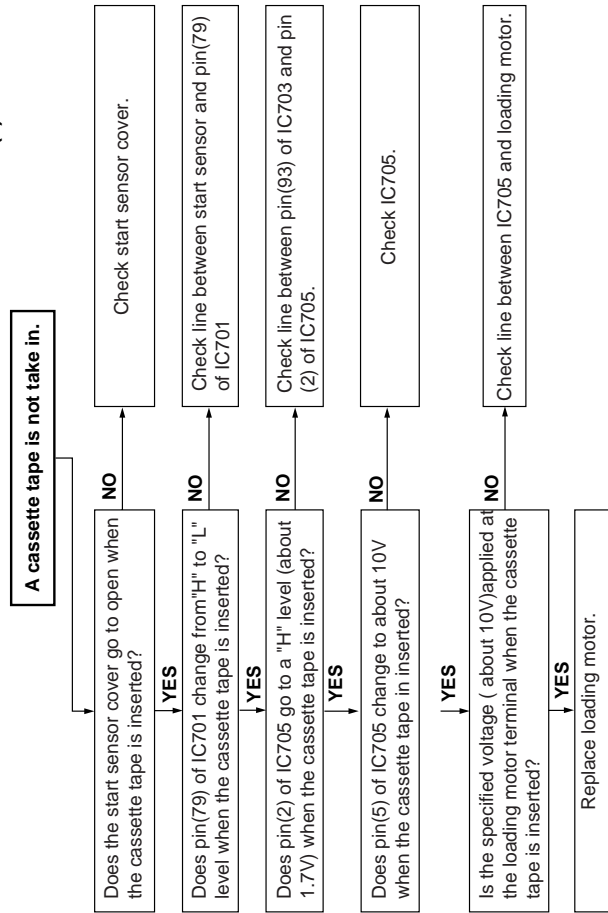 A cassette tape is not take in.
Does the start sensor cover go to open when
the cassette tape is inserted?
NO
Check start sensor cover.
YES
Does pin(79) of IC701 change from"H" to "L"
level when the cassette tape is inserted?
NO
Check line between start sensor and pin(79)
of IC701
YES
Does pin(2) of IC705 go to a "H" level (about
1.7V) when the cassette tape is inserted?
NO
Check line between pin(93) of IC703 and pin
(2) of IC705.
YES
Does pin(5) of IC705 change to about 10V
when the cassette tape in inserted?
NO
Check IC705.
YES
Is the specified voltage ( about 10V)applied at
the loading motor terminal when the cassette
tape is inserted?
NO
Check line between IC705 and loading motor.
YES
Replace loading motor.